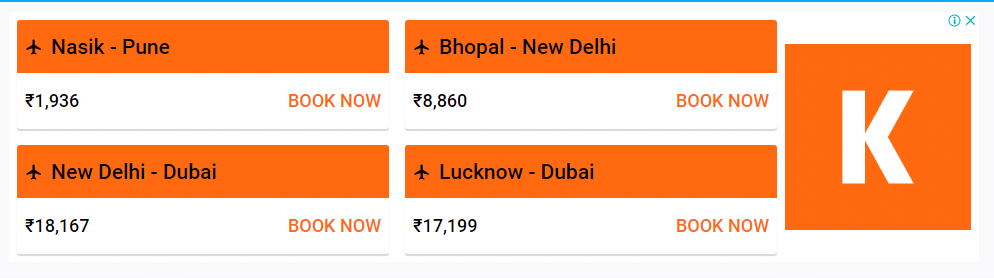 Nasik - Pune
₹1,936 BOOK NOW
Bhopal - New Delhi
₹8,860 BOOK NOW
New Delhi - Dubai
₹18,167 BOOK NOW
Lucknow - Dubai
₹17,199 BOOK NOW
K